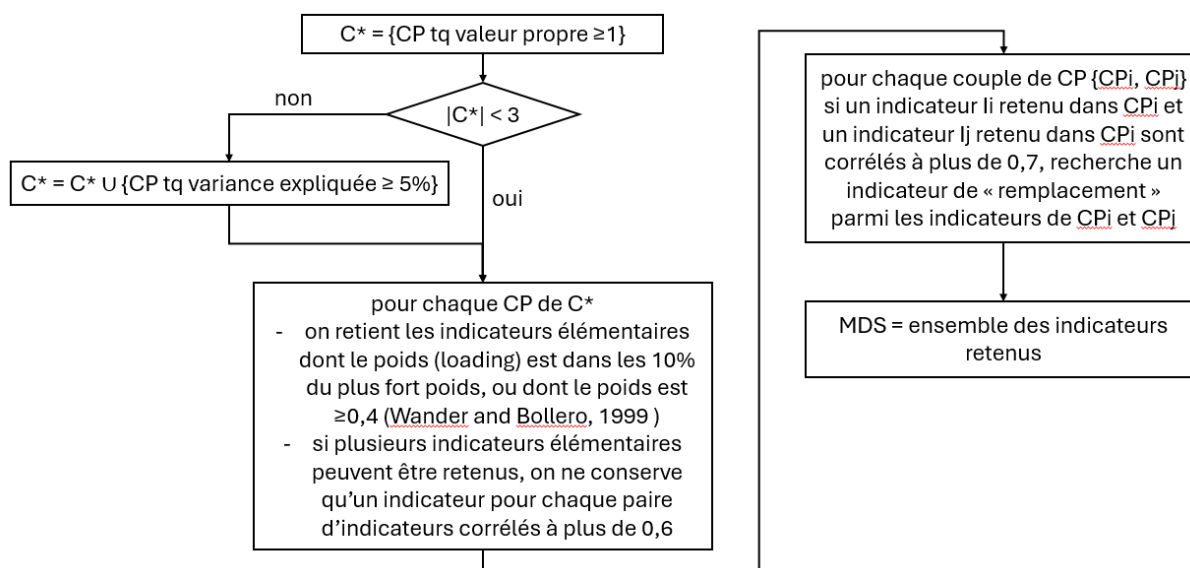 C* = {CP tq valeur propre ≥1}
non
|C*| < 3
C* = C* ∪ {CP tq variance expliquée ≥ 5%}
oui
pour chaque CP de C*
- on retient les indicateurs élémentaires
dont le poids (loading) est dans les 10%
du plus fort poids, ou dont le poids est
≥0,4 (Wander and Bollero, 1999 )
- si plusieurs indicateurs élémentaires
peuvent être retenus, on ne conserve
qu’un indicateur pour chaque paire
d’indicateurs corrélés à plus de 0,6
pour chaque couple de CP {CPi, CPj}
si un indicateur Ii retenu dans CPi et
un indicateur Ij retenu dans CPi sont
corrélés à plus de 0,7, recherche un
indicateur de « remplacement »
parmi les indicateurs de CPi et CPj
MDS = ensemble des indicateurs
retenus